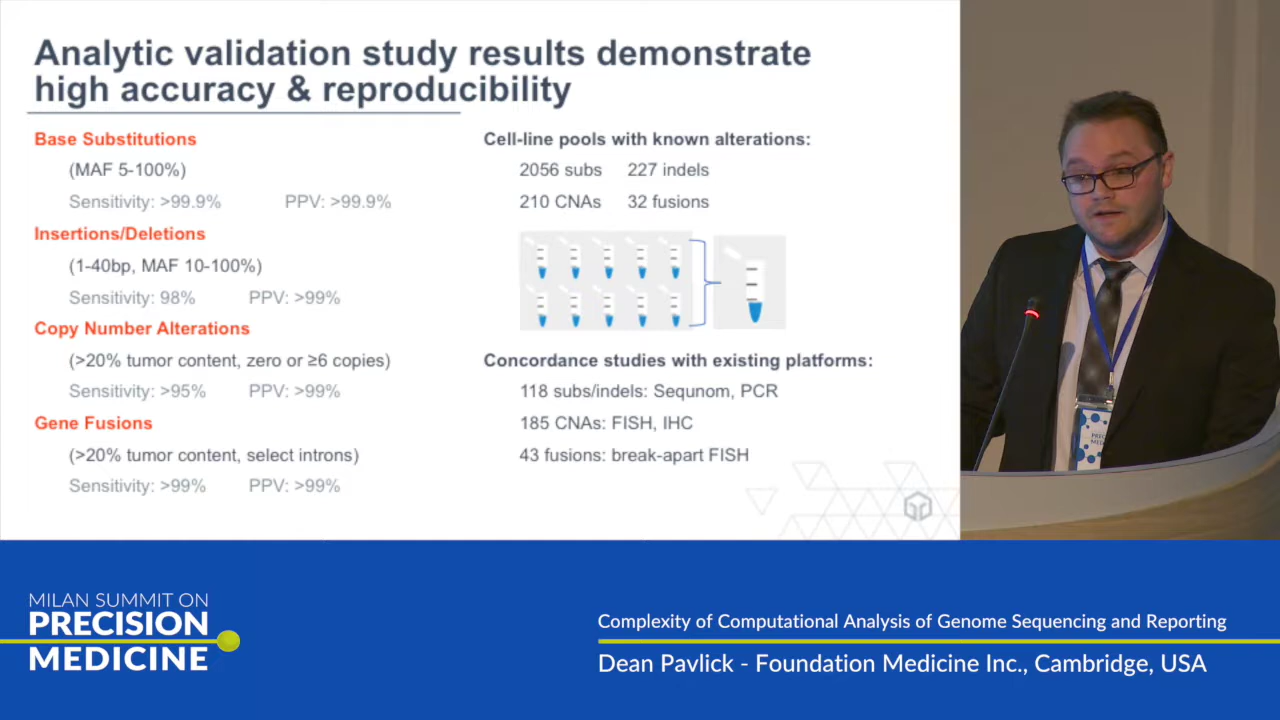 Analytic validation study results demonstrate
high accuracy & reproducibility
Base Substitutions
(MAF 5-100%)
Sensitivity: >99.9% PPV: >99.9%
Insertions/Deletions
(1-40bp, MAF 10-100%)
Sensitivity: 98% PPV: >99%
Copy Number Alterations
(>20% tumor content, zero or ≥6 copies)
Sensitivity: >95% PPV: >99%
Gene Fusions
(>20% tumor content, select introns)
Sensitivity: >99% PPV: >99%
Cell-line pools with known alterations:
2056 subs 227 indels
210 CNAs 32 fusions
Concordance studies with existing platforms:
118 subs/indels: Sequnom, PCR
185 CNAs: FISH, IHC
43 fusions: break-apart FISH
MILAN SUMMIT ON
PRECISION
MEDICINE
Complexity of Computational Analysis of Genome Sequencing and Reporting
Dean Pavlick - Foundation Medicine Inc., Cambridge, USA